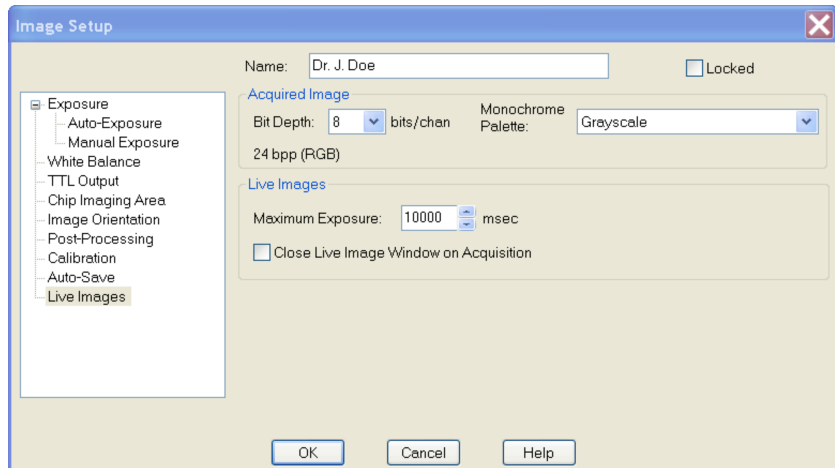 Image Setup
Name: Dr. J. Doe Locked
Exposure
Auto-Exposure
Manual Exposure
White Balance
TTL Output
Chip Imaging Area
Image Orientation
Post-Processing
Calibration
Auto-Save
Live Images
Acquired Image
Bit Depth: 8 bits/chan
Monochrome
Palette: Grayscale
24 bpp (RGB)
Live Images
Maximum Exposure: 10000 msec
Close Live Image Window on Acquisition
OK Cancel Help